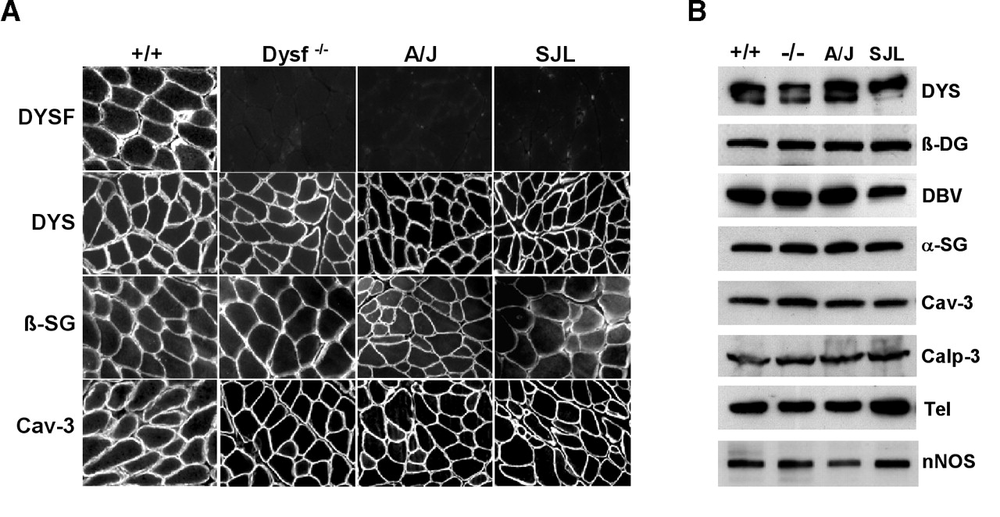 A
B
+/+ Dysf -/- A/J SJL
DYSF
DYS
ß-SG
Cav-3
+/+ -/- A/J SJL
DYS
ß-DG
DBV
α-SG
Cav-3
Calp-3
Tel
nNOS